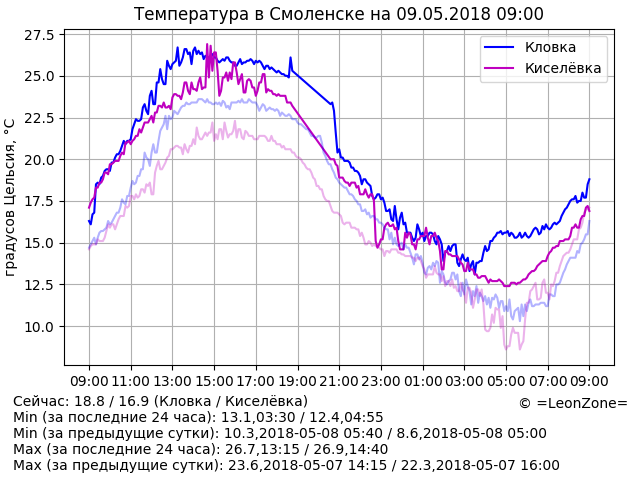 Температура в Смоленске на 09.05.2018 09:00
Кловка
Киселёвка
градусов Цельсия, °C
27.5
25.0
22.5
20.0
17.5
15.0
12.5
10.0
09:00 11:00 13:00 15:00 17:00 19:00 21:00 23:00 01:00 03:00 05:00 07:00 09:00
Сейчас: 18.8 / 16.9 (Кловка / Киселёвка)
© =LeonZone=
Min (за последние 24 часа): 13.1,03:30 / 12.4,04:55
Min (за предыдущие сутки): 10.3,2018-05-08 05:40 / 8.6,2018-05-08 05:00
Max (за последние 24 часа): 26.7,13:15 / 26.9,14:40
Max (за предыдущие сутки): 23.6,2018-05-07 14:15 / 22.3,2018-05-07 16:00